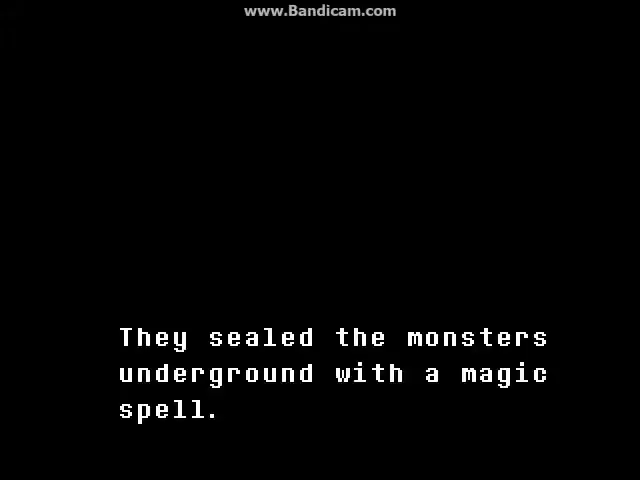 www.Bandicam.com
They sealed the monsters
underground with a magic
spell.